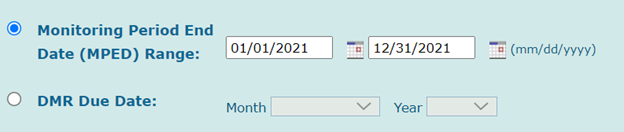 Monitoring Period End
Date (MPED) Range: 01/01/2021 12/31/2021 (mm/dd/yyyy)
DMR Due Date: Month Year